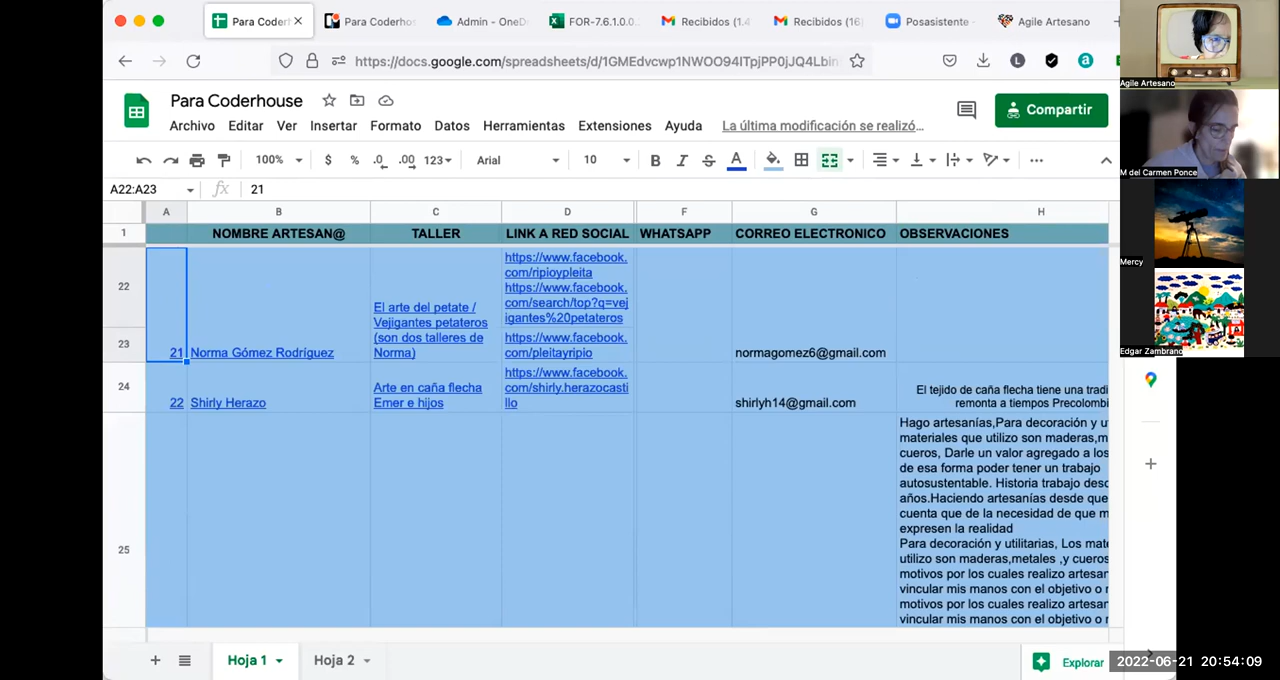 Para Coderh
Para Coderho
Admin - OneD
FOR-7.6.1.0.0
Recibidos (1.4
Recibidos (16
Posasistente
Agile Artesano
https://docs.google.com/spreadsheets/d/1GMEdvcwp1NWOO94ITpjPP0jJQ4Lbin
Para Coderhouse
Archivo Editar Ver Insertar Formato Datos Herramientas Extensiones Ayuda La última modificación se realizó…
Compartir
100% $ % .0 .00 123 Arial 10 B I S A
A22:A23 fx 21
A B C D F G H
1 NOMBRE ARTESAN@ TALLER LINK A RED SOCIAL WHATSAPP CORREO ELECTRONICO OBSERVACIONES
22
https://www.facebook.
com/ripioypleita
https://www.facebook.
com/search/top?q=vej
igantes%20petateros
23
21 Norma Gómez Rodríguez
El arte del petate /
Vejigantes petateros
(son dos talleres de
Norma)
https://www.facebook.
com/pleitayripio
normagomez6@gmail.com
24
22 Shirly Herazo
Arte en caña flecha
Emer e hijos
https://www.facebook.
com/shirly.herazocasti
llo
shirlyh14@gmail.com
El tejido de caña flecha tiene una tradi
remonta a tiempos Precolombi
25
Hago artesanías,Para decoración y ut
materiales que utilizo son maderas,m
cueros, Darle un valor agregado a los
de esa forma poder tener un trabajo
autosustentable. Historia trabajo desc
años.Haciendo artesanías desde que
cuenta que de la necesidad de que m
expresen la realidad
Para decoración y utilitarias, Los mate
utilizo son maderas,metales ,y cueros
motivos por los cuales realizo artesan
vincular mis manos con el objetivo o r
motivos por los cuales realizo artesan
vincular mis manos con el objetivo o r
Hoja 1
Hoja 2
Explorar
2022-06-21 20:54:09
Agile Artesano
M del Carmen Ponce
Mercy
Edgar Zambrano